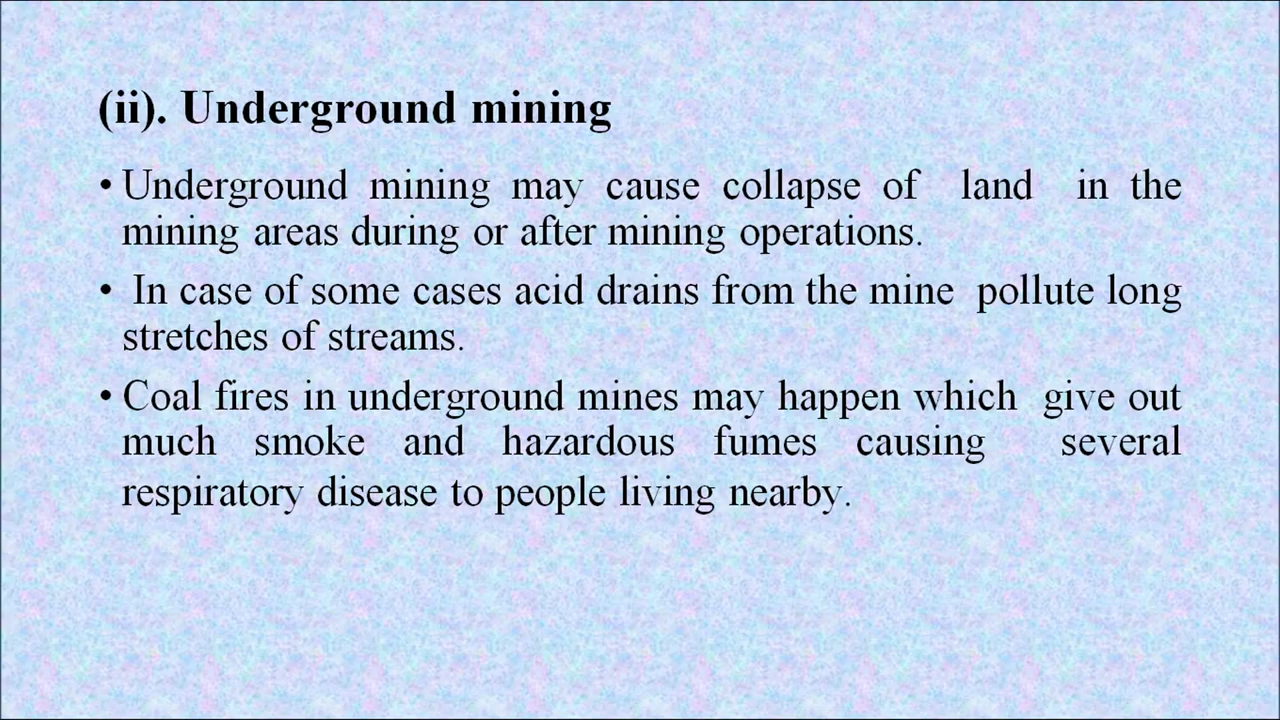 (ii). Underground mining
• Underground mining may cause collapse of land in the
mining areas during or after mining operations.
• In case of some cases acid drains from the mine pollute long
stretches of streams.
• Coal fires in underground mines may happen which give out
much smoke and hazardous fumes causing several
respiratory disease to people living nearby.